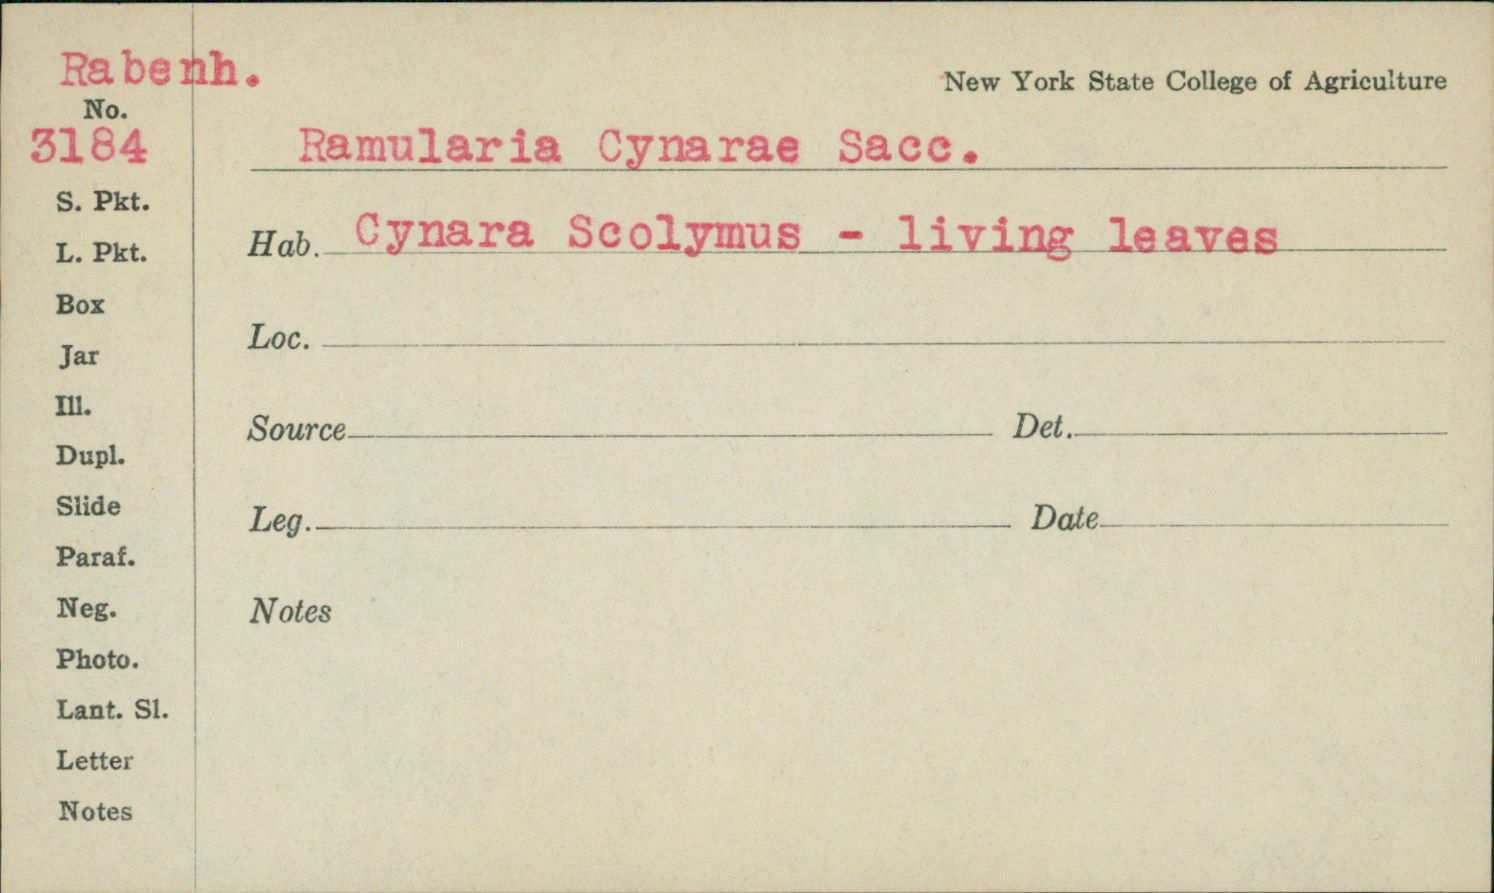 Rabenh.
New York State College of Agriculture
No.
3184
Ramularia Cynarae Sacc.
S. Pkt.
Hab. Cynara Scolymus - living leaves
L. Pkt.
Box
Loc.
Jar
Ill.
Source Det.
Dupl.
Slide
Leg. Date
Paraf.
Neg.
Notes
Photo.
Lant. Sl.
Letter
Notes